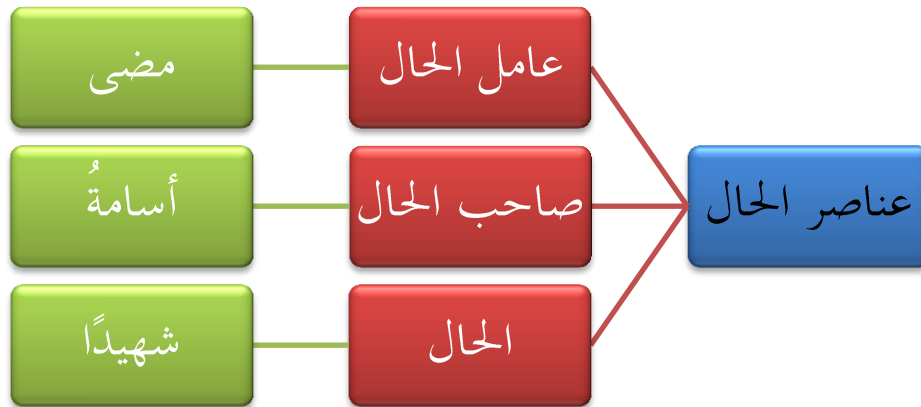 عناصر الحال
عامل الحال
مضى
صاحب الحال
أسامةُ
الحال
شهيدًا